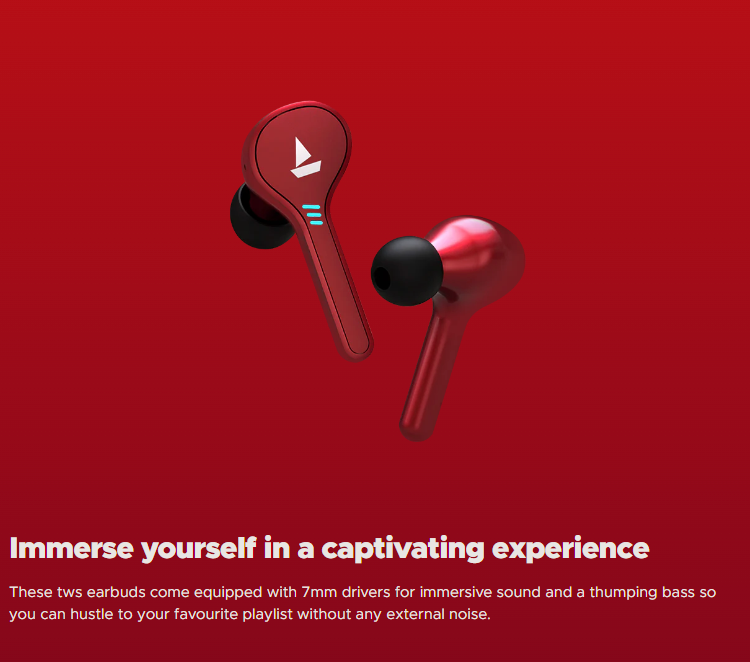 Immerse yourself in a captivating experience
These tws earbuds come equipped with 7mm drivers for immersive sound and a thumping bass so
you can hustle to your favourite playlist without any external noise.